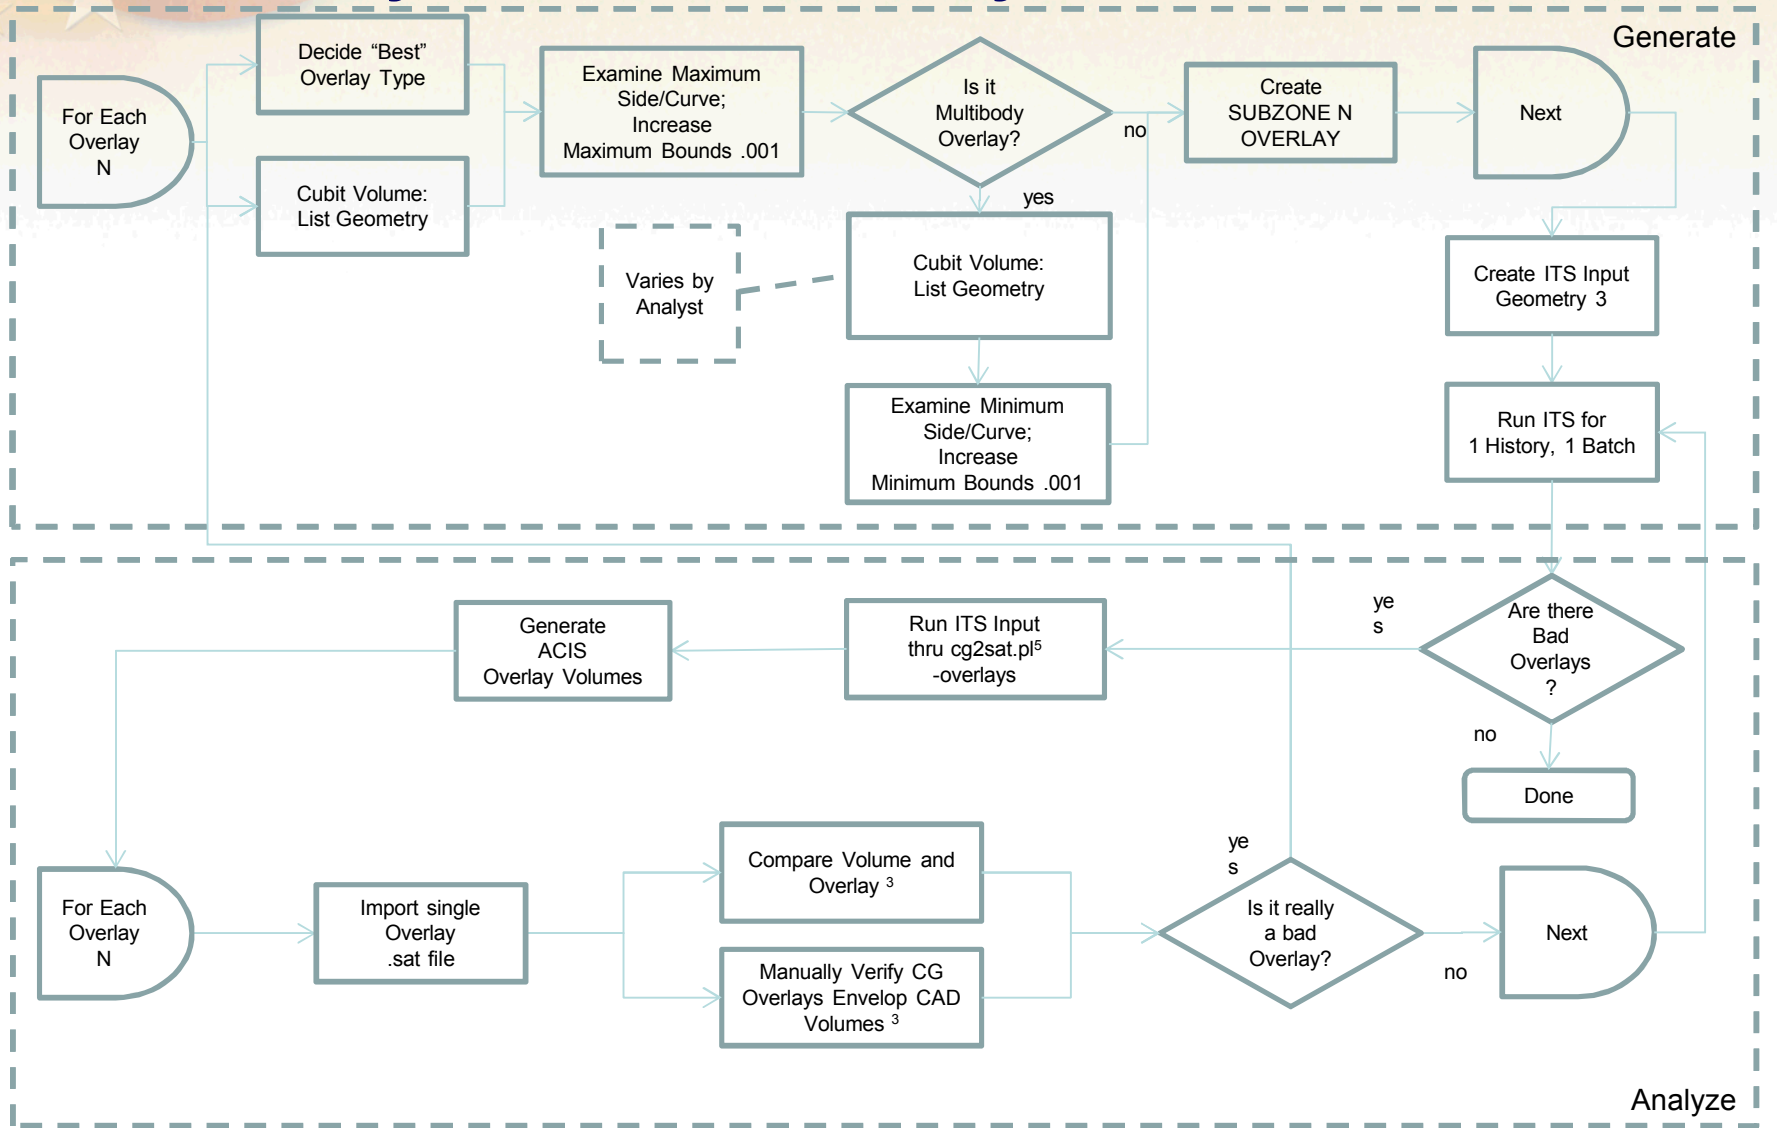 Generate
For Each
Overlay
N
Decide “Best”
Overlay Type
Cubit Volume:
List Geometry
Examine Maximum
Side/Curve;
Increase
Maximum Bounds .001
Is it
Multibody
Overlay?
no
yes
Create
SUBZONE N
OVERLAY
Next
Varies by
Analyst
Cubit Volume:
List Geometry
Create ITS Input
Geometry 3
Examine Minimum
Side/Curve;
Increase
Minimum Bounds .001
Run ITS for
1 History, 1 Batch
Generate
ACIS
Overlay Volumes
Run ITS Input
thru cg2sat.pl⁵
-overlays
ye
s
Are there
Bad
Overlays
?
no
Done
For Each
Overlay
N
Import single
Overlay
.sat file
Compare Volume and
Overlay ³
Manually Verify CG
Overlays Envelop CAD
Volumes ³
ye
s
Is it really
a bad
Overlay?
no
Next
Analyze